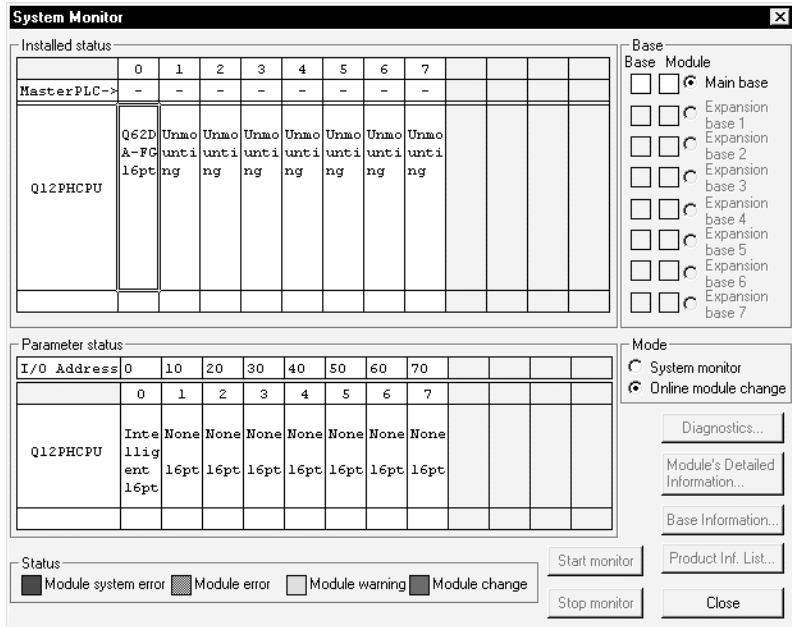 System Monitor
Installed status
0 1 2 3 4 5 6 7
MasterPLC-> - - - - - - - -
Q12PHCPU
Q62D Unmo Unmo Unmo Unmo Unmo Unmo Unmo
A-FG unti unti unti unti unti unti unti
16pt ng ng ng ng ng ng ng
Base
Base Module
Main base
Expansion
base 1
Expansion
base 2
Expansion
base 3
Expansion
base 4
Expansion
base 5
Expansion
base 6
Expansion
base 7
Parameter status
I/O Address 0 10 20 30 40 50 60 70
0 1 2 3 4 5 6 7
Q12PHCPU
Inte None None None None None None None
llig
ent 16pt 16pt 16pt 16pt 16pt 16pt 16pt
16pt
Mode
System monitor
Online module change
Diagnostics...
Module's Detailed
Information...
Base Information...
Product Inf. List...
Close
Status
Module system error Module error Module warning Module change
Start monitor
Stop monitor